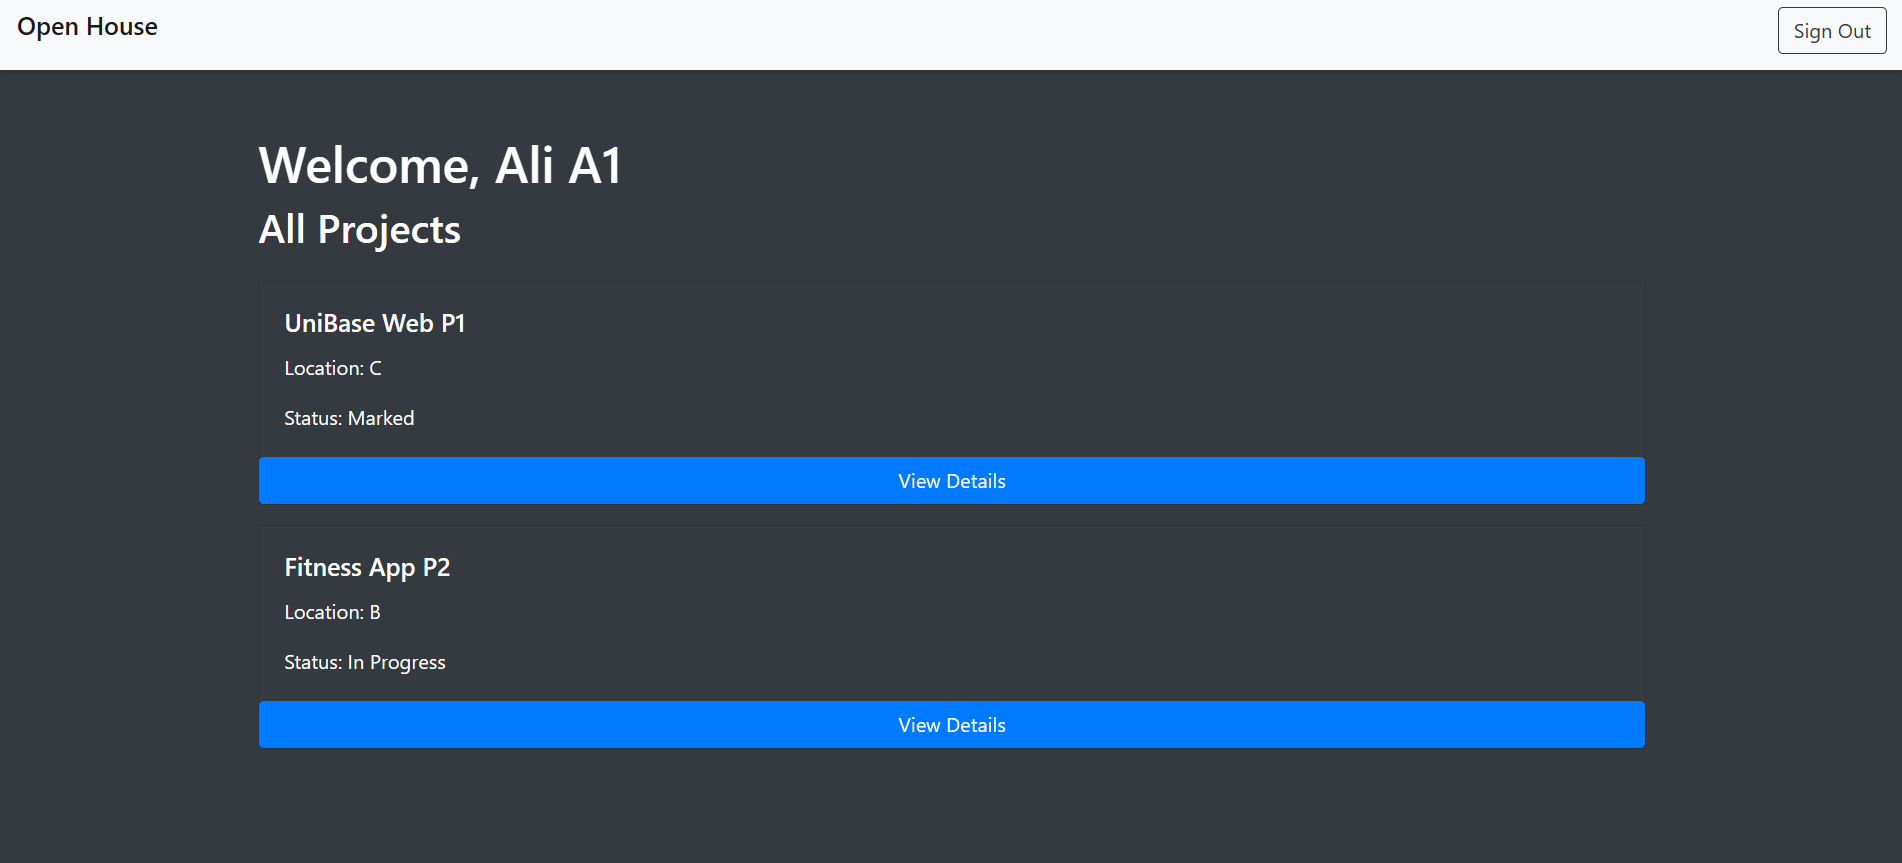 Open House
Sign Out
Welcome, Ali A1
All Projects
UniBase Web P1
Location: C
Status: Marked
View Details
Fitness App P2
Location: B
Status: In Progress
View Details